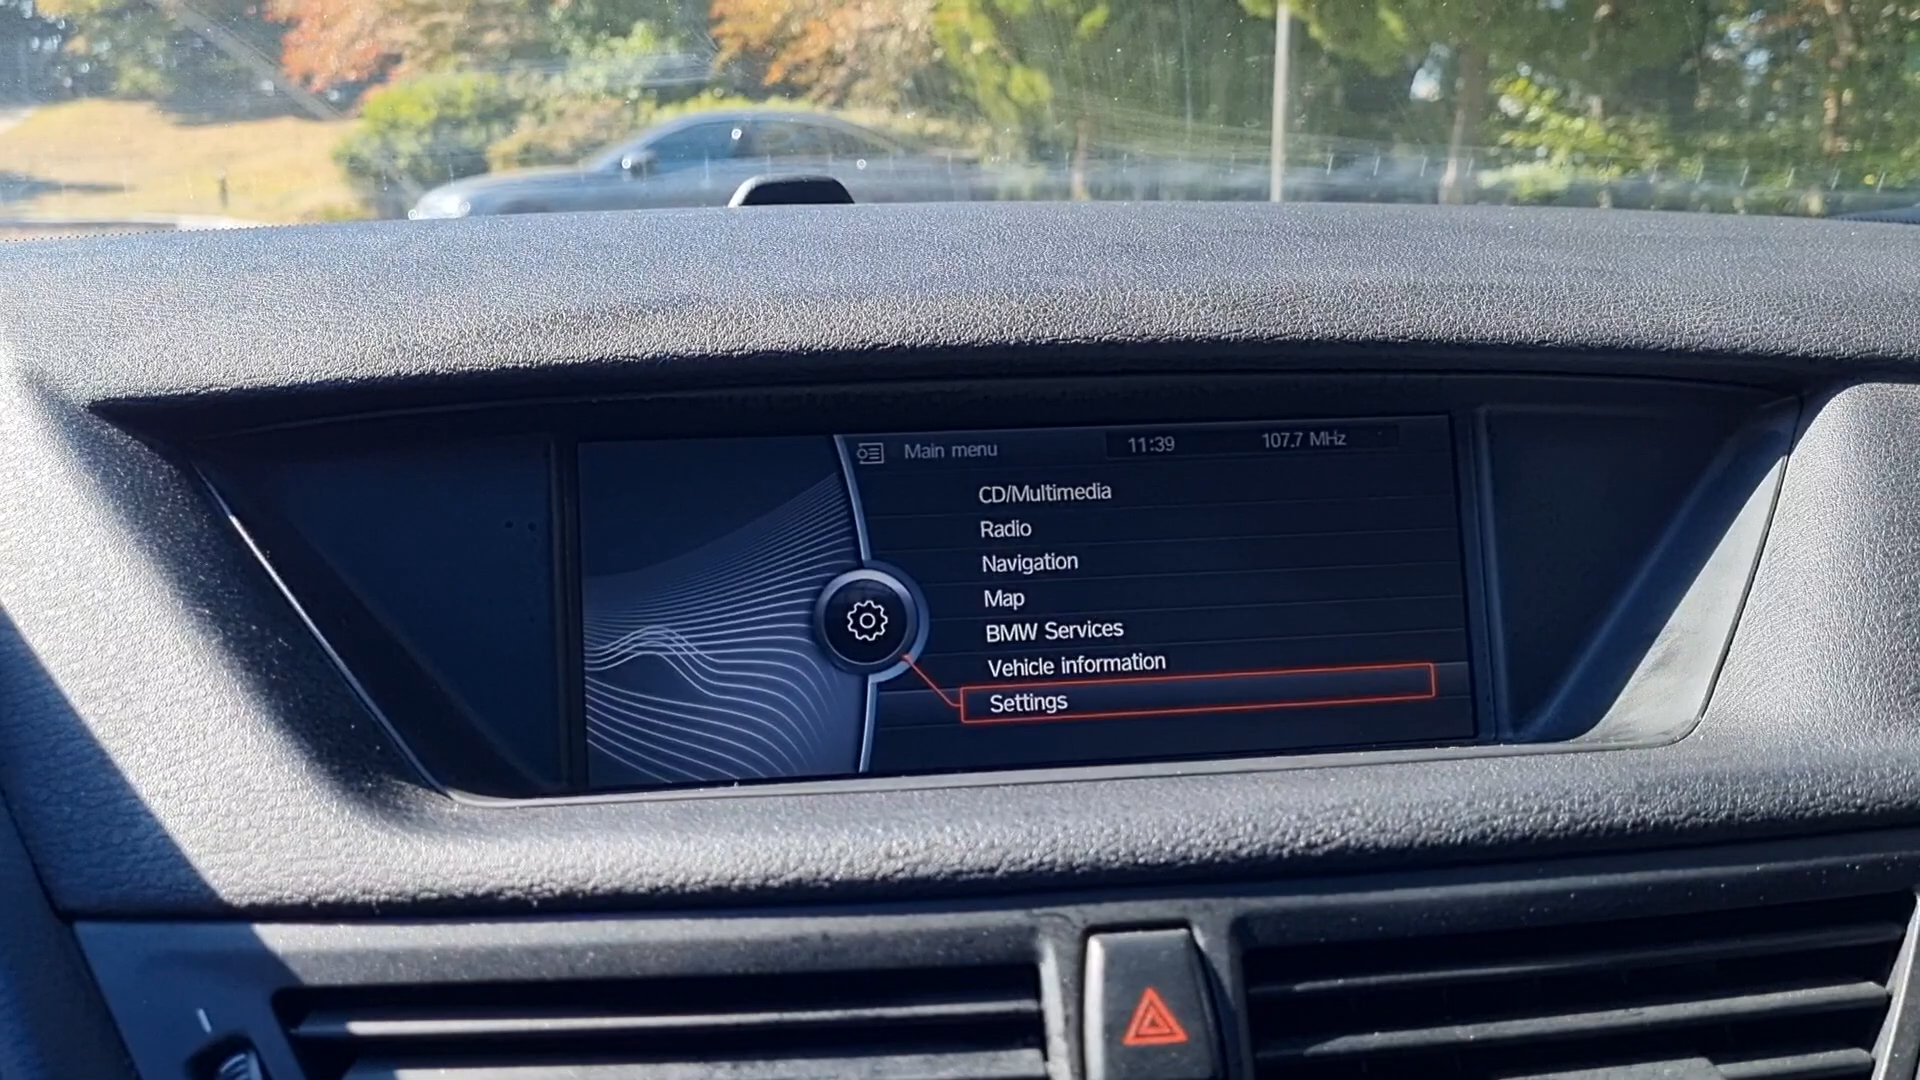 Main menu 11:39 107.7 MHz
CD/Multimedia
Radio
Navigation
Map
BMW Services
Vehicle information
Settings